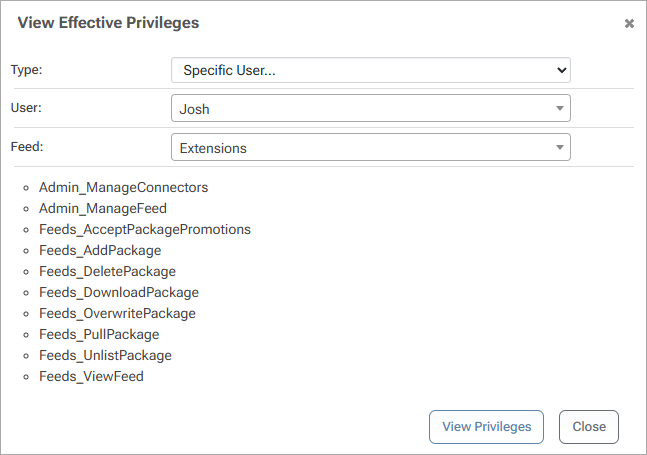 View Effective Privileges
Type: Specific User...
User: Josh
Feed: Extensions
Admin_ManageConnectors
Admin_ManageFeed
Feeds_AcceptPackagePromotions
Feeds_AddPackage
Feeds_DeletePackage
Feeds_DownloadPackage
Feeds_OverwritePackage
Feeds_PullPackage
Feeds_UnlistPackage
Feeds_ViewFeed
View Privileges Close